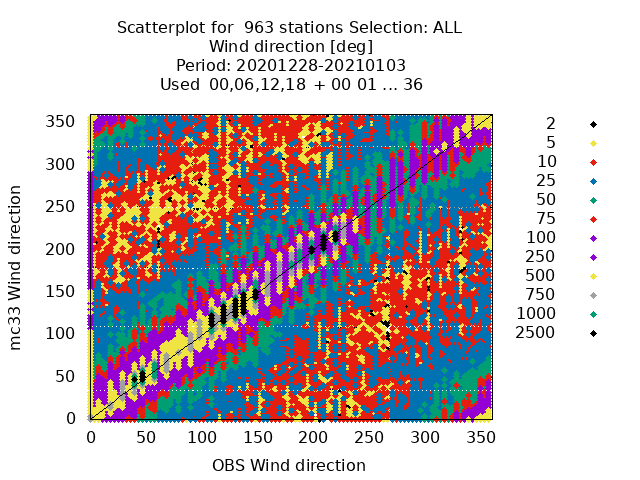 Scatterplot for  963 stations Selection: ALL
Wind direction [deg]
Period: 20201228-20210103
Used  00,06,12,18 + 00 01 ... 36
mc33 Wind direction
350
300
250
200
150
100
50
0
0 50 100 150 200 250 300 350
OBS Wind direction
2
5
10
25
50
75
100
250
500
750
1000
2500